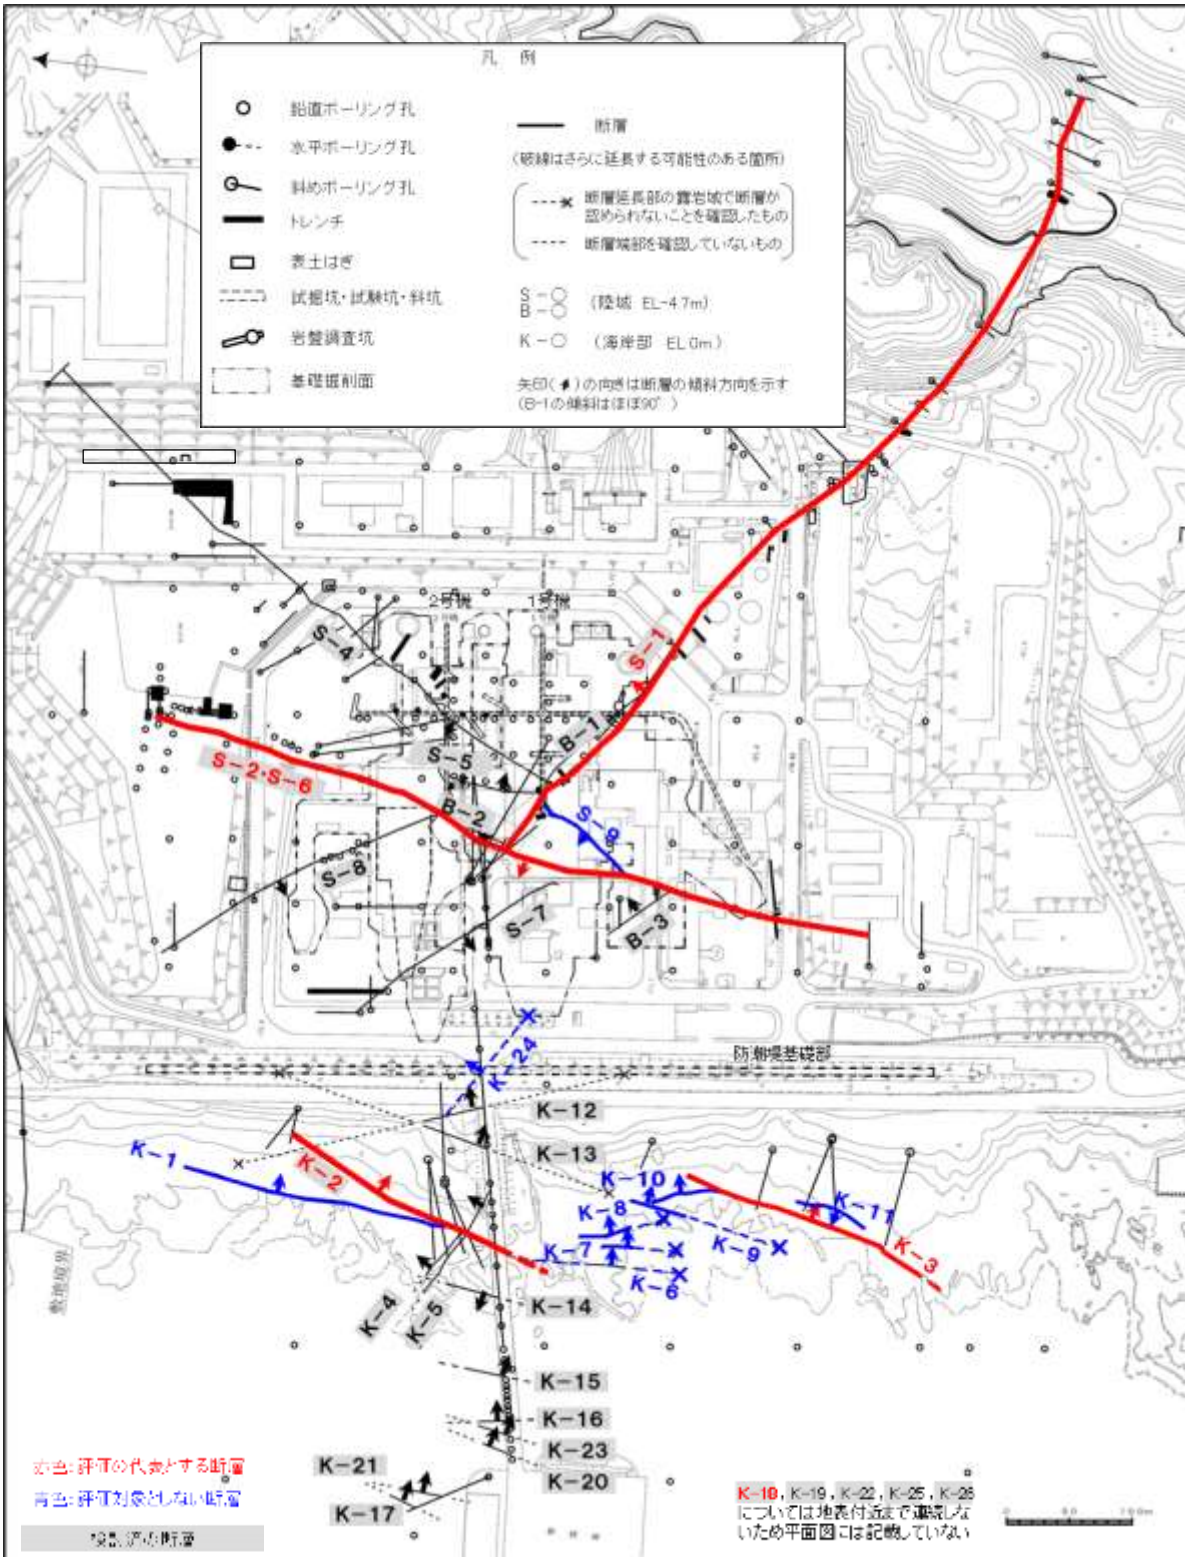 凡 例
鉛直ボーリング孔
水平ボーリング孔
斜めボーリング孔
トレンチ
表土はぎ
試掘坑・試験坑・斜坑
岩盤調査坑
基礎掘削面
断層
(破線はさらに延長する可能性のある箇所)
断層延長部の露岩域で断層が
認められないことを確認したもの
断層端部を確認していないもの
S-○
B-○
(陸域 EL-4.7m)
K-○ (海岸部 EL0m)
矢印( )の向きは断層の傾斜方向を示す
(B-1の傾斜はほぼ90°)
2号機
1号機
S-4
S-1
B-1
S-5
S-2・S-6
B-2
S-9
S-8
S-7
B-3
防潮堤基礎部
K-24
K-12
K-1
K-2
K-13
K-10
K-11
K-8
K-9
K-7
K-3
K-6
K-4
K-5
K-14
敷地境界
K-15
K-16
K-23
K-21
K-20
K-17
赤色:評価の代表とする断層
青色:評価対象としない断層
K-18, K-19, K-22, K-25, K-26
については地表付近まで連続しな
いため平面図には記載していない
0 50 100m